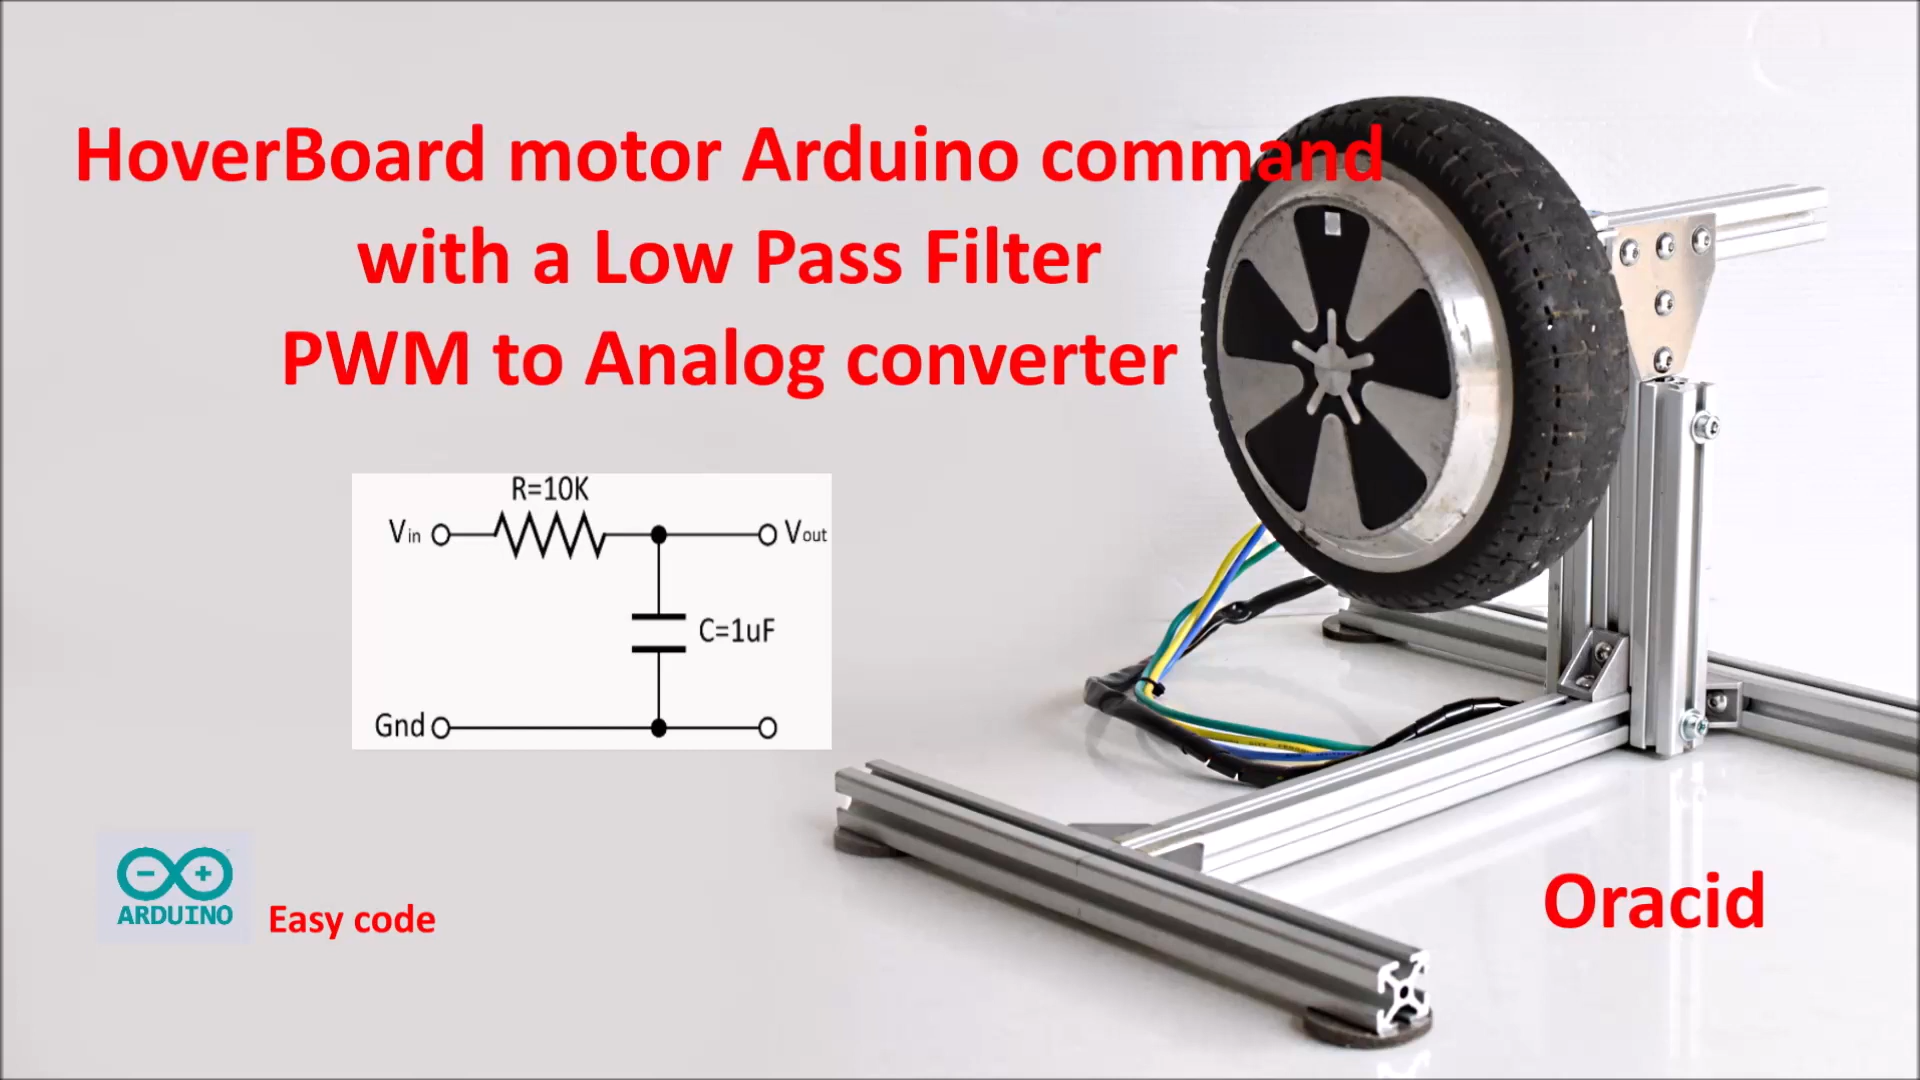 HoverBoard motor Arduino command
with a Low Pass Filter
PWM to Analog converter
R=10K
Vin
Vout
C=1uF
Gnd
ARDUINO
Easy code
Oracid